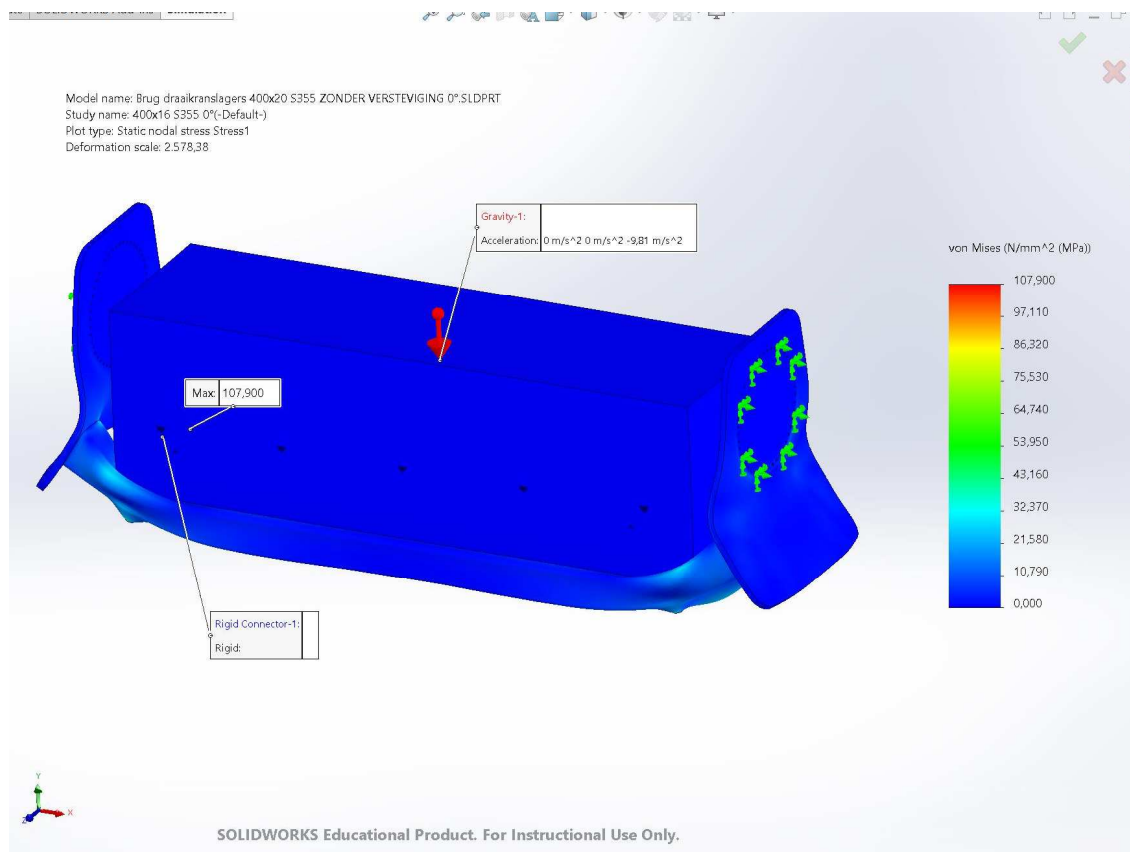 Model name: Brug draaikranslagers 400x20 S355 ZONDER VERSTEVIGING 0°.SLDPRT
Study name: 400x16 S355 0°(-Default-)
Plot type: Static nodal stress Stress1
Deformation scale: 2.578,38
Gravity-1:
Acceleration: 0 m/s^2 0 m/s^2 -9,81 m/s^2
von Mises (N/mm^2 (MPa))
107,900
97,110
86,320
75,530
64,740
53,950
43,160
32,370
21,580
10,790
0,000
Max: 107,900
Rigid Connector-1:
Rigid:
Y
X
Z
SOLIDWORKS Educational Product. For Instructional Use Only.